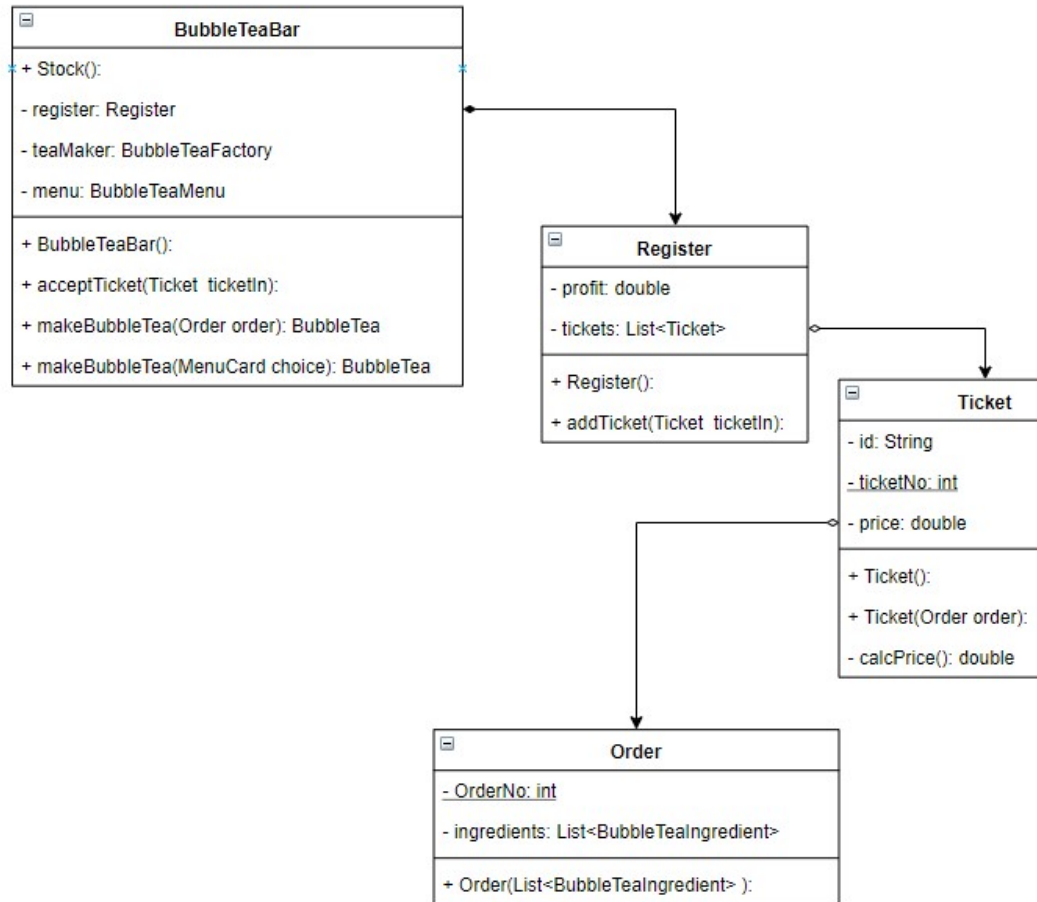 BubbleTeaBar
+ Stock():
- register: Register
- teaMaker: BubbleTeaFactory
- menu: BubbleTeaMenu
+ BubbleTeaBar():
+ acceptTicket(Ticket ticketIn):
+ makeBubbleTea(Order order): BubbleTea
+ makeBubbleTea(MenuCard choice): BubbleTea
Register
- profit: double
- tickets: List<Ticket>
+ Register():
+ addTicket(Ticket ticketIn):
Ticket
- id: String
- ticketNo: int
- price: double
+ Ticket():
+ Ticket(Order order):
- calcPrice(): double
Order
- OrderNo: int
- ingredients: List<BubbleTeaIngredient>
+ Order(List<BubbleTeaIngredient> ):